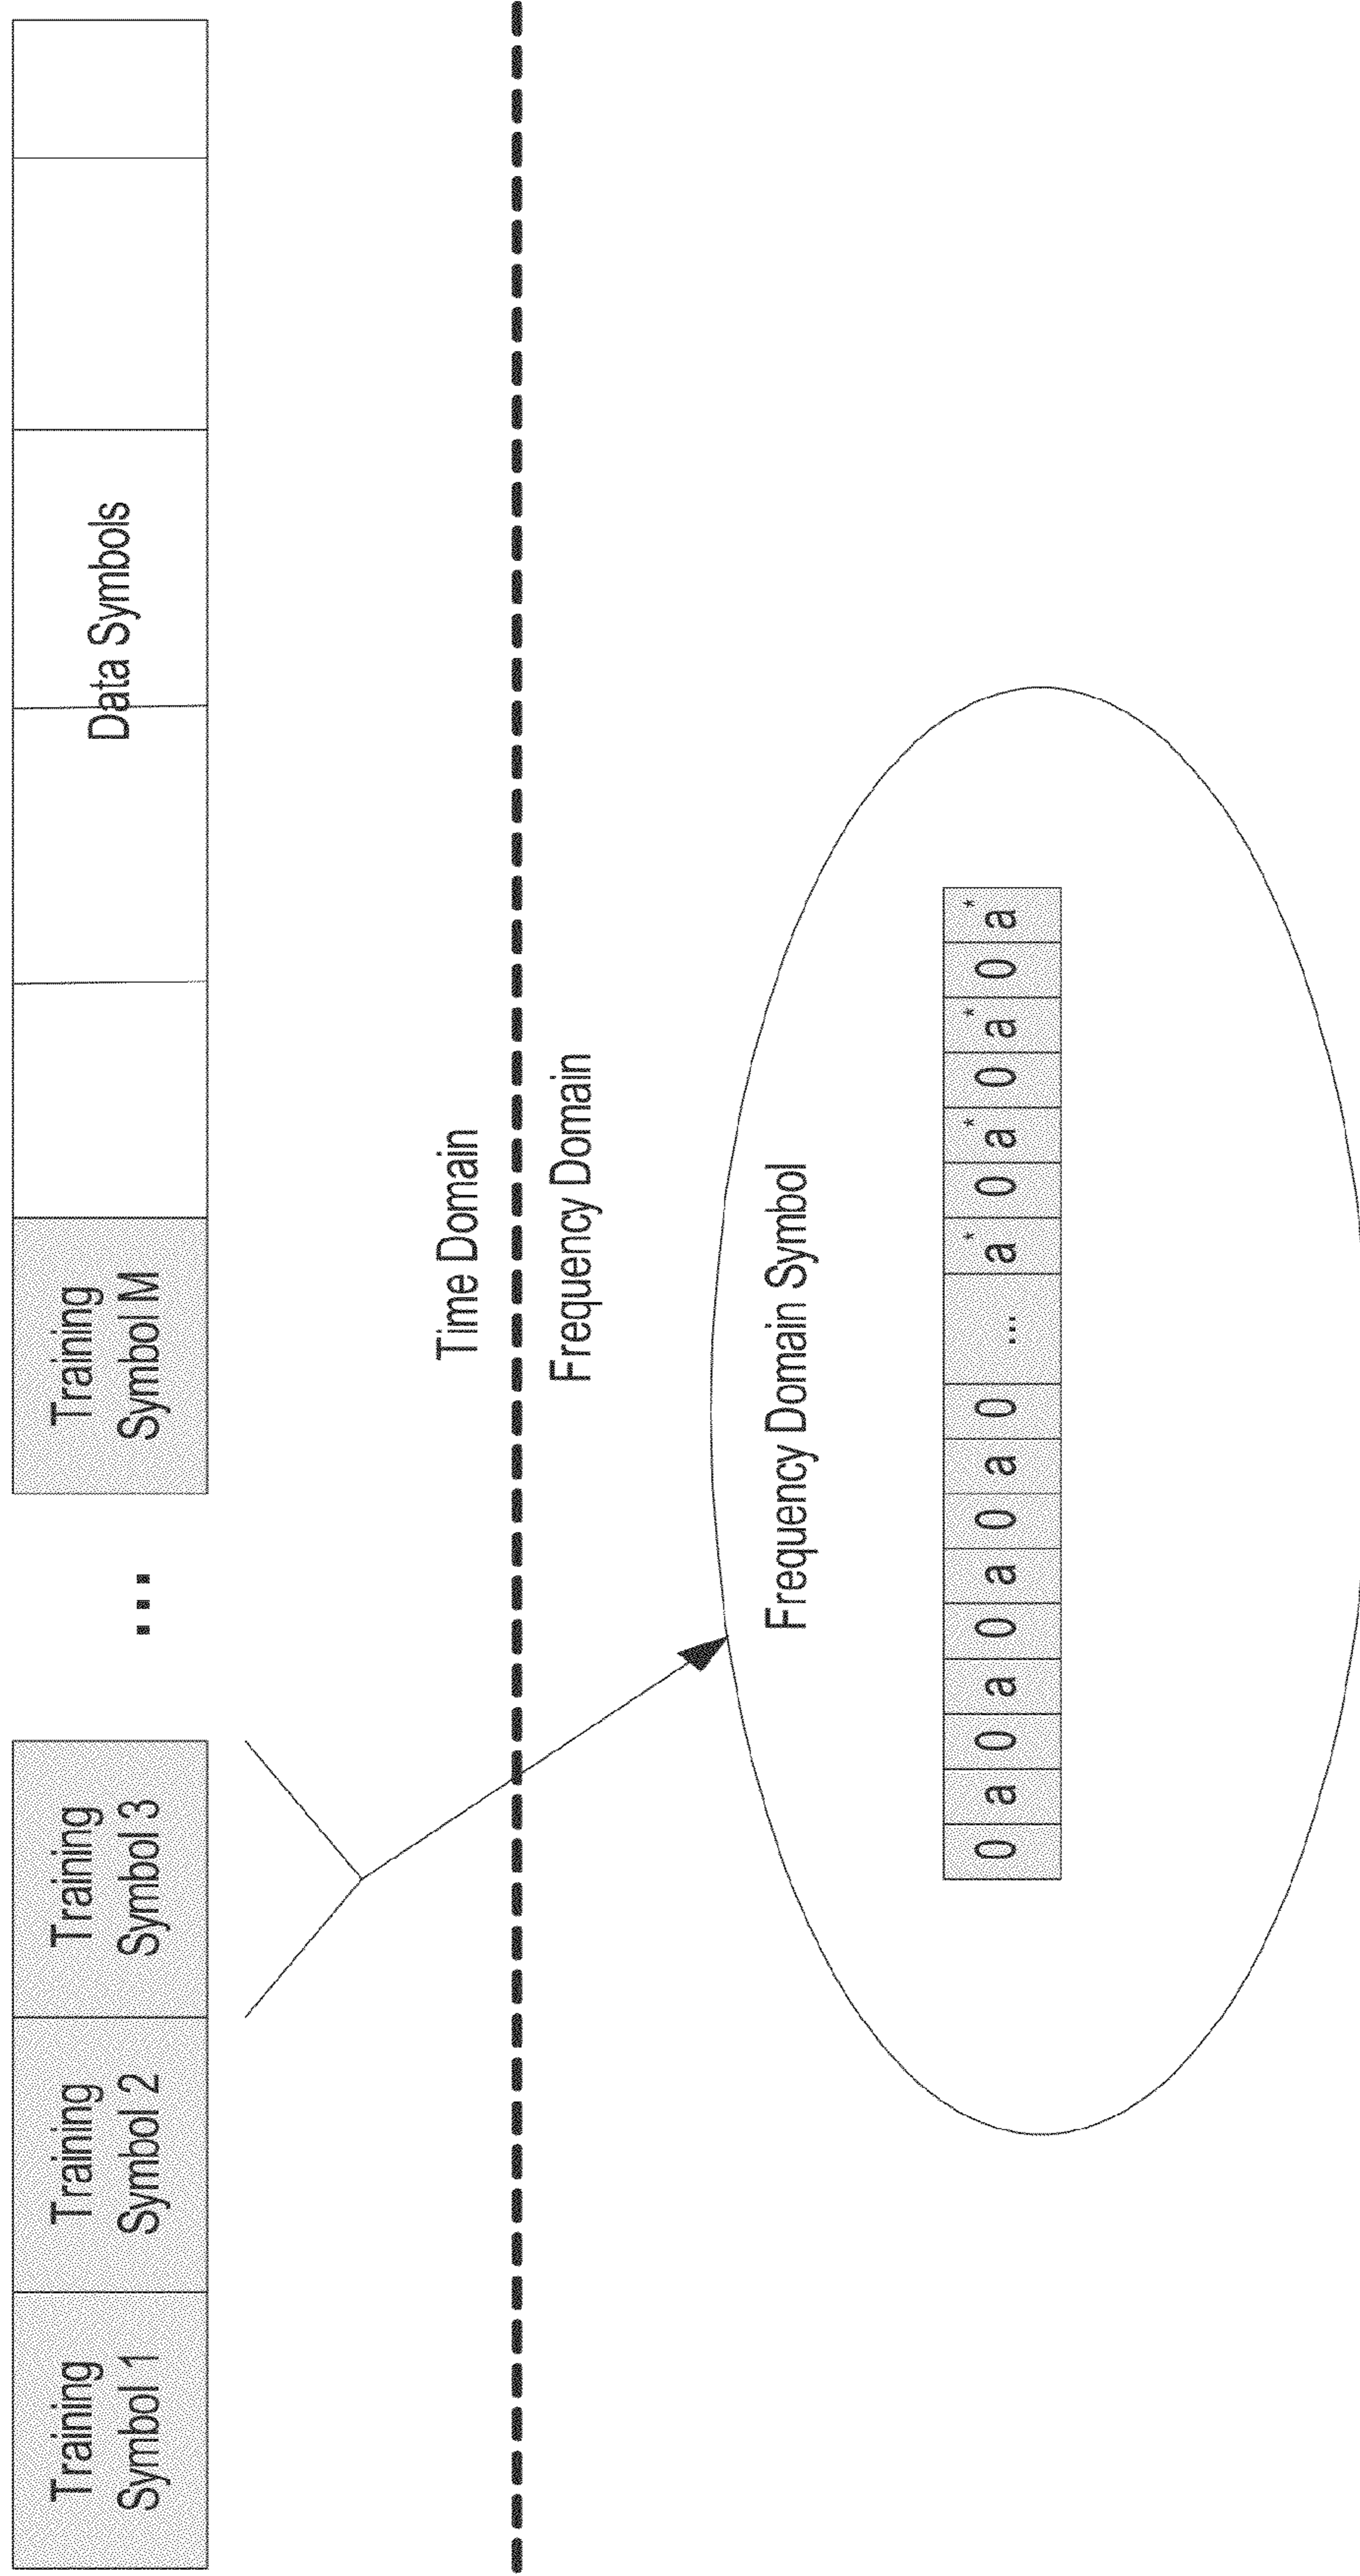 Training
Symbol 1
Training
Symbol 2
Training
Symbol 3
...
Training
Symbol M
Data Symbols
Time Domain
Frequency Domain
Frequency Domain Symbol
0 a 0 a 0 a 0 a 0 ... a* 0 a* 0 a* 0 a*